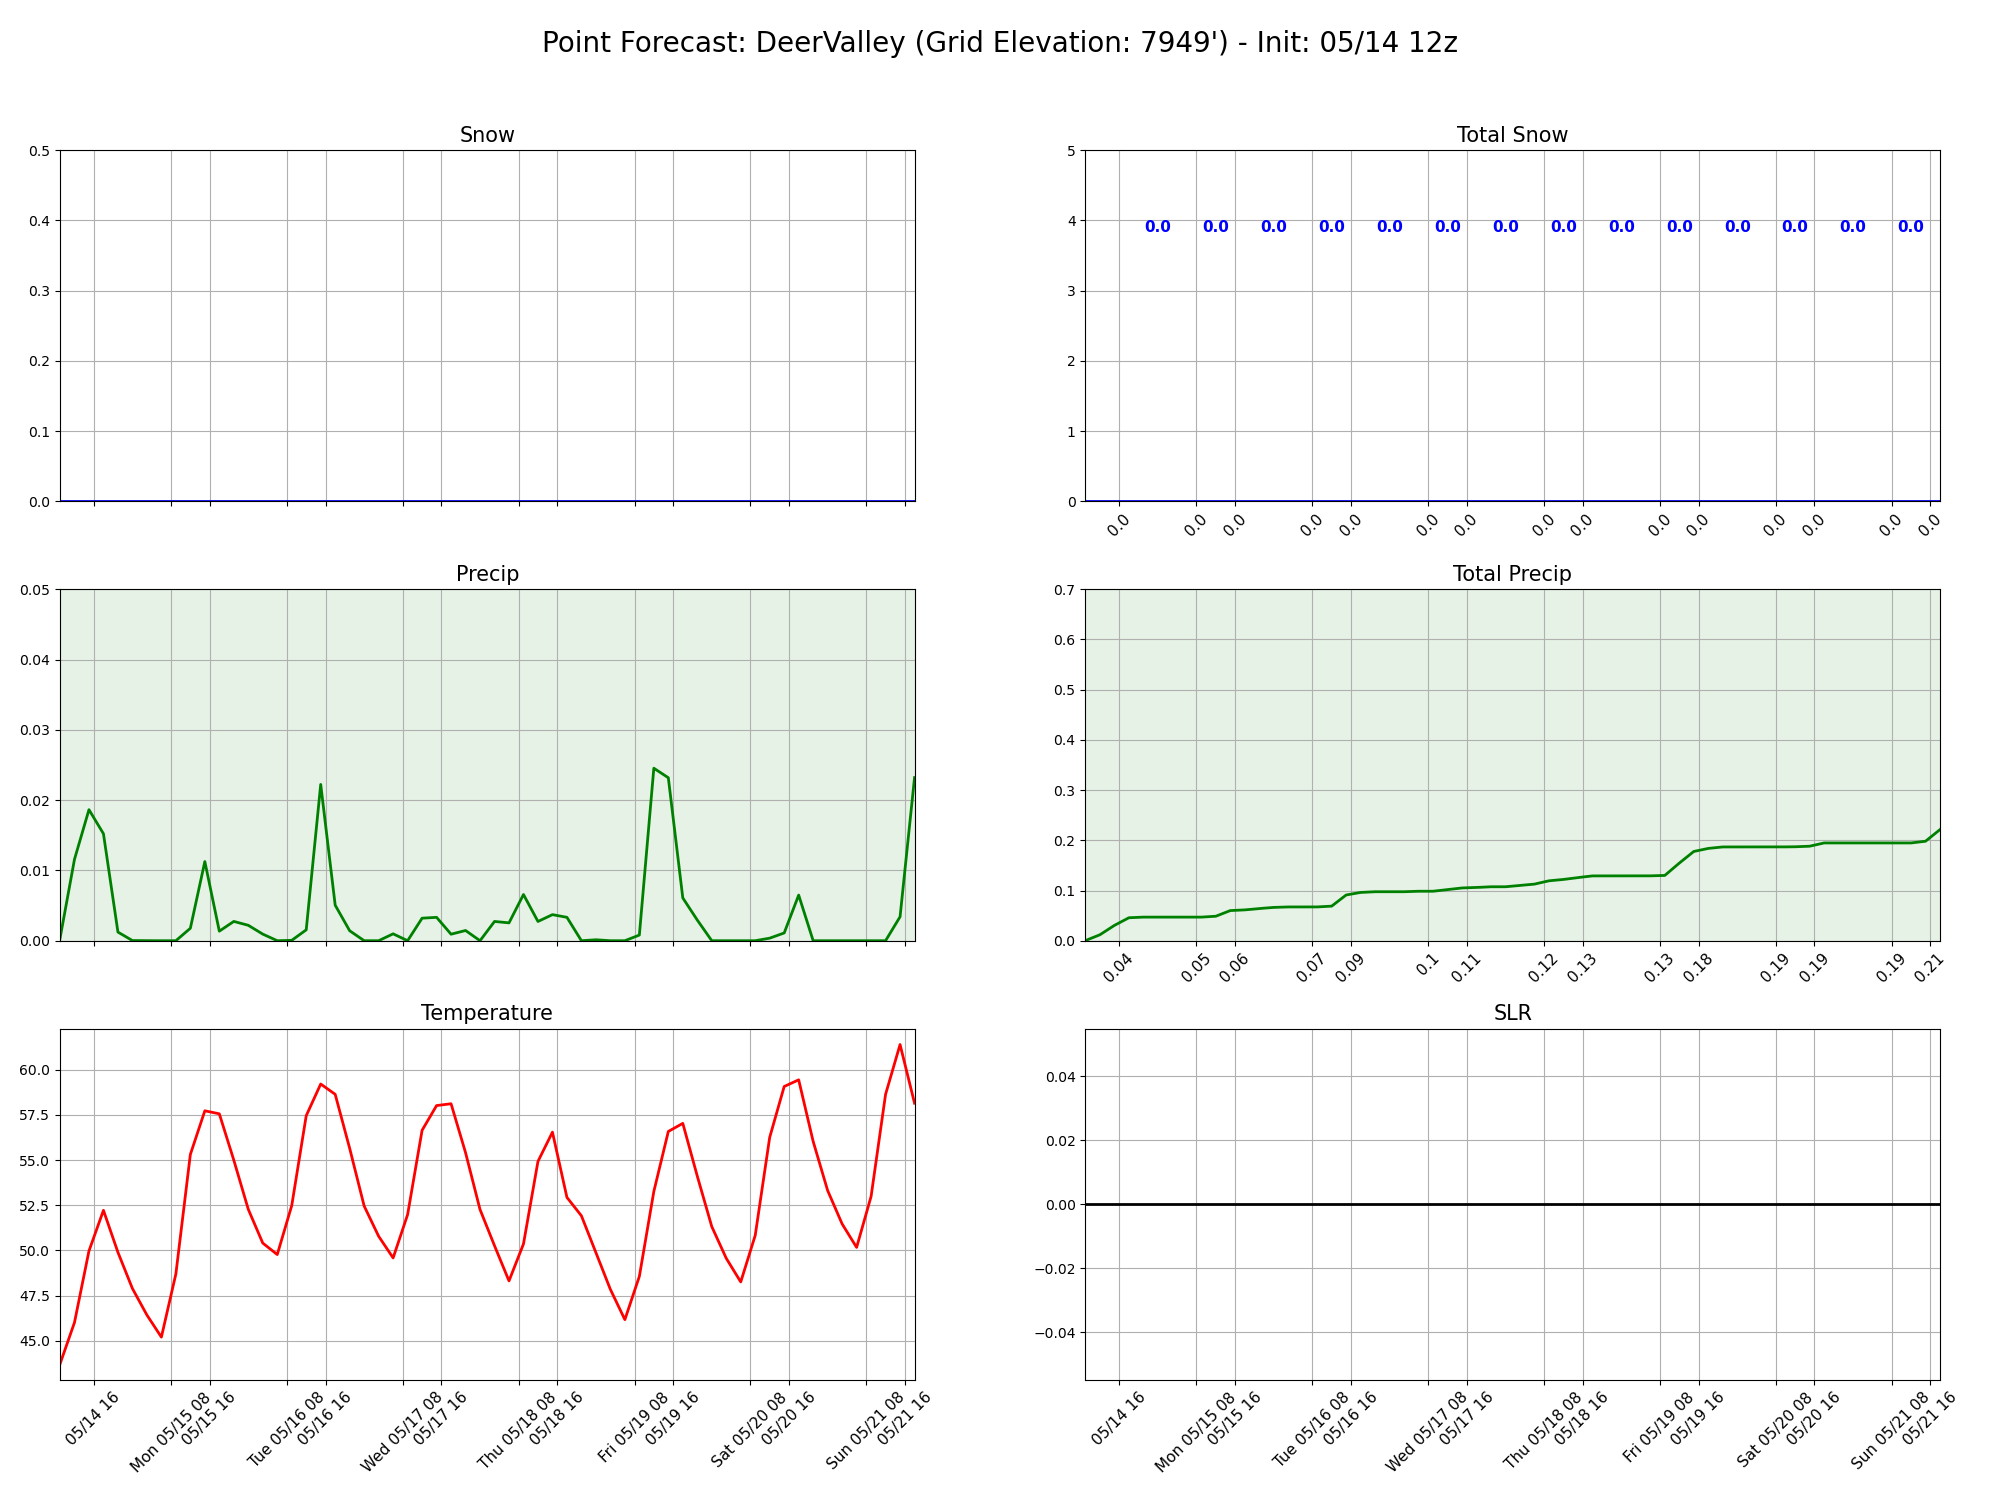 Point Forecast: DeerValley (Grid Elevation: 7949') - Init: 05/14 12z
Snow
0.5
0.4
0.3
0.2
0.1
0.0
Total Snow
5
4
3
2
1
0
0.0 0.0 0.0 0.0 0.0 0.0 0.0 0.0 0.0 0.0 0.0 0.0 0.0 0.0
0.0 0.0 0.0 0.0 0.0 0.0 0.0 0.0 0.0 0.0 0.0 0.0 0.0 0.0 0.0
Precip
0.05
0.04
0.03
0.02
0.01
0.00
Total Precip
0.7
0.6
0.5
0.4
0.3
0.2
0.1
0.0
0.04 0.05 0.06 0.07 0.09 0.1 0.11 0.12 0.13 0.13 0.18 0.19 0.19 0.19 0.21
Temperature
60.0
57.5
55.0
52.5
50.0
47.5
45.0
05/14 16
Mon 05/15 08
05/15 16
Tue 05/16 08
05/16 16
Wed 05/17 08
05/17 16
Thu 05/18 08
05/18 16
Fri 05/19 08
05/19 16
Sat 05/20 08
05/20 16
Sun 05/21 08
05/21 16
SLR
0.04
0.02
0.00
−0.02
−0.04
05/14 16
Mon 05/15 08
05/15 16
Tue 05/16 08
05/16 16
Wed 05/17 08
05/17 16
Thu 05/18 08
05/18 16
Fri 05/19 08
05/19 16
Sat 05/20 08
05/20 16
Sun 05/21 08
05/21 16